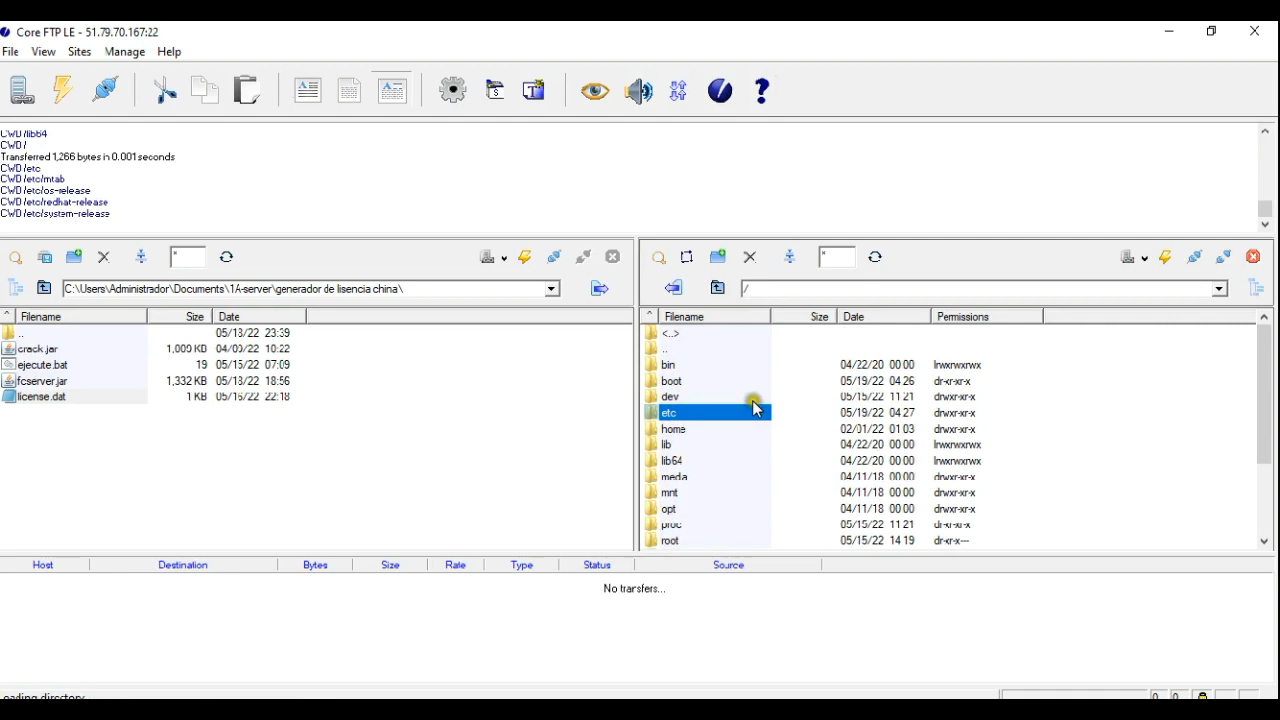 Core FTP LE - 51.79.70.167:22
File View Sites Manage Help
CWD /lib64
CWD /
Transferred 1,266 bytes in 0.001 seconds
CWD /etc
CWD /etc/mtab
CWD /etc/os-release
CWD /etc/redhat-release
CWD /etc/system-release
C:\Users\Administrador\Documents\1A-server\generador de lisencia china\
/
Filename Size Date
.. 05/18/22 23:39
crack.jar 1,009 KB 04/09/22 10:22
ejecute.bat 19 05/15/22 07:09
fcserver.jar 1,332 KB 05/18/22 18:56
license.dat 1 KB 05/16/22 22:18
Filename Size Date Permissions
<..>
..
bin 04/22/20 00:00 lrwxrwxrwx
boot 05/19/22 04:26 dr-xr-xr-x
dev 05/15/22 11:21 drwxr-xr-x
etc 05/19/22 04:27 drwxr-xr-x
home 02/01/22 01:03 drwxr-xr-x
lib 04/22/20 00:00 lrwxrwxrwx
lib64 04/22/20 00:00 lrwxrwxrwx
media 04/11/18 00:00 drwxr-xr-x
mnt 04/11/18 00:00 drwxr-xr-x
opt 04/11/18 00:00 drwxr-xr-x
proc 05/15/22 11:21 dr-xr-xr-x
root 05/15/22 14:19 dr-xr-x---
Host Destination Bytes Size Rate Type Status Source
No transfers...
oading directory